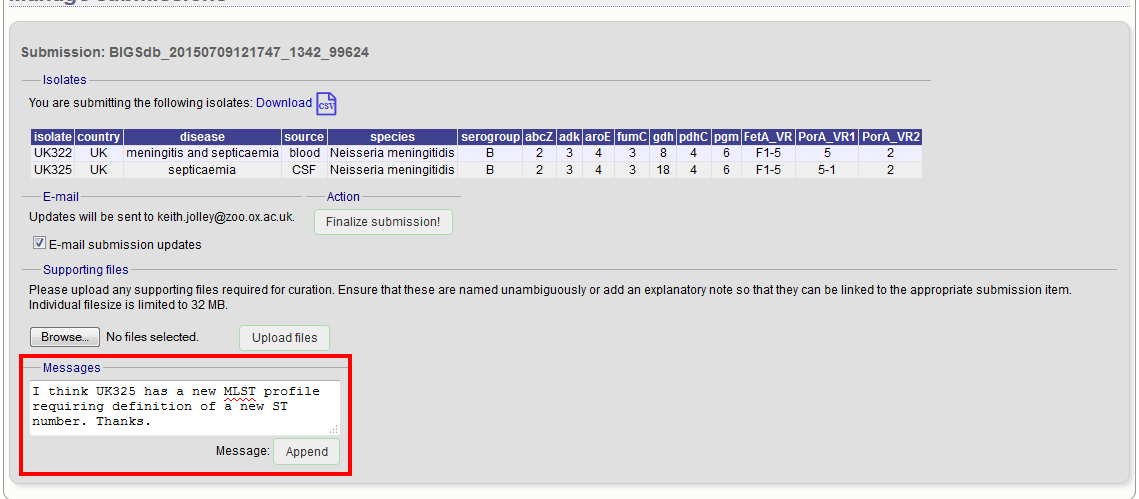 Submission: BIGSdb_20150709121747_1342_99624
Isolates
You are submitting the following isolates: Download CSV
isolate country disease source species serogroup abcZ adk aroE fumC gdh pdhC pgm FetA_VR PorA_VR1 PorA_VR2
UK322 UK meningitis and septicaemia blood Neisseria meningitidis B 2 3 4 3 8 4 6 F1-5 5 2
UK325 UK septicaemia CSF Neisseria meningitidis B 2 3 4 3 18 4 6 F1-5 5-1 2
E-mail Action
Updates will be sent to keith.jolley@zoo.ox.ac.uk. Finalize submission!
E-mail submission updates
Supporting files
Please upload any supporting files required for curation. Ensure that these are named unambiguously or add an explanatory note so that they can be linked to the appropriate submission item.
Individual filesize is limited to 32 MB.
Browse... No files selected. Upload files
Messages
I think UK325 has a new MLST profile
requiring definition of a new ST
number. Thanks.
Message: Append